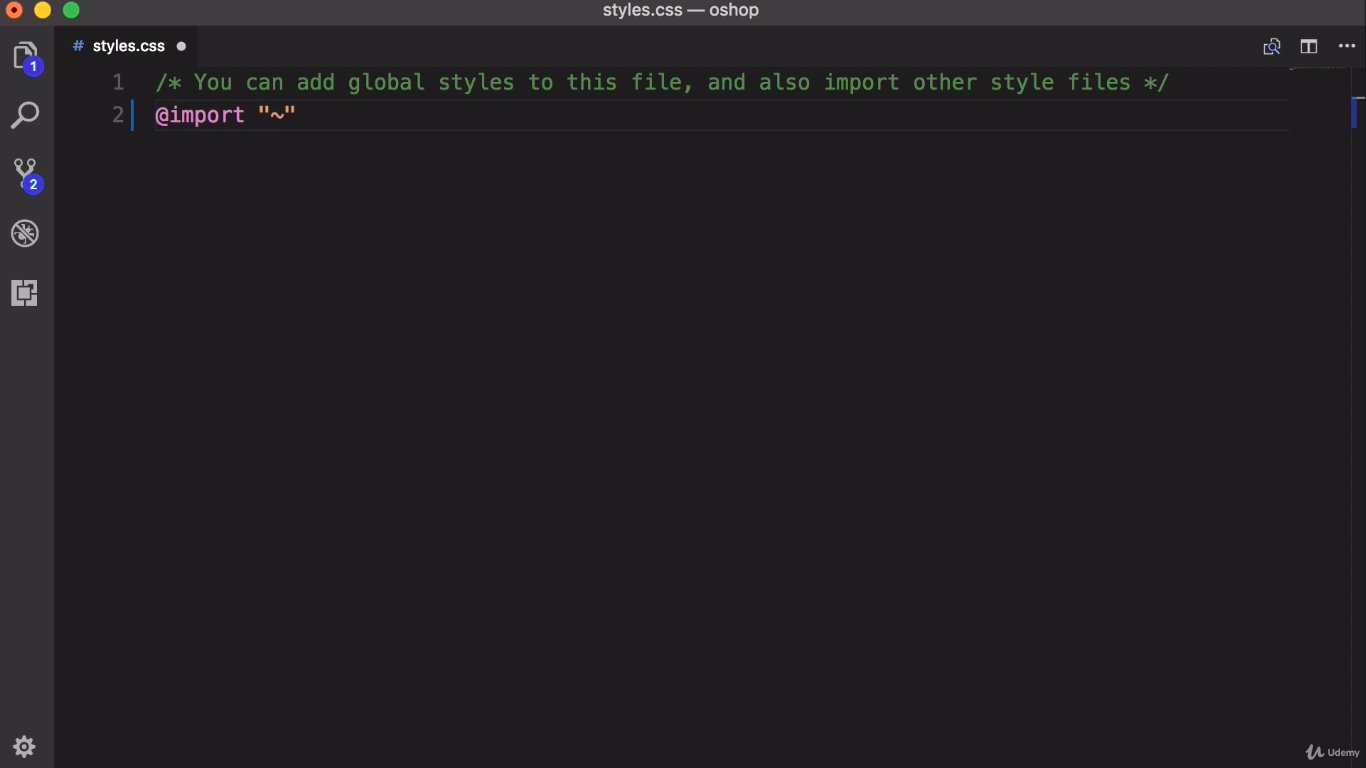 styles.css — oshop
# styles.css
1 /* You can add global styles to this file, and also import other style files */
2 @import "~"
1
2
Udemy